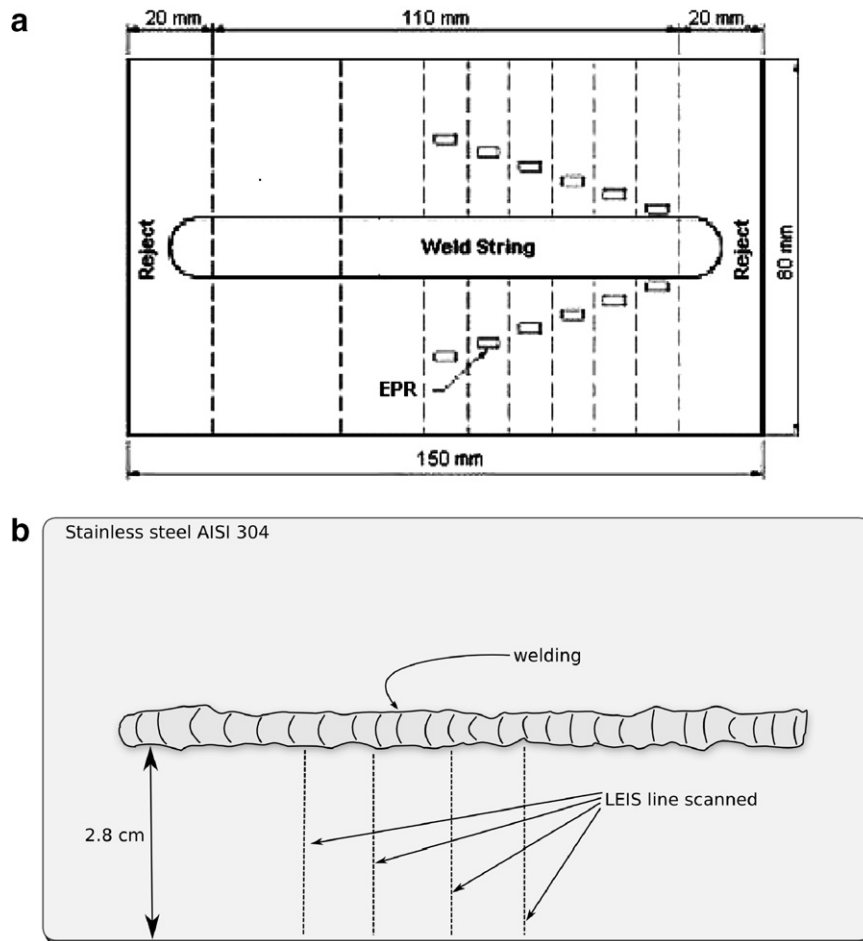 a
20 mm
110 mm
20 mm
Reject
Weld String
Reject
80 mm
EPR
150 mm
b
Stainless steel AISI 304
welding
LEIS line scanned
2.8 cm